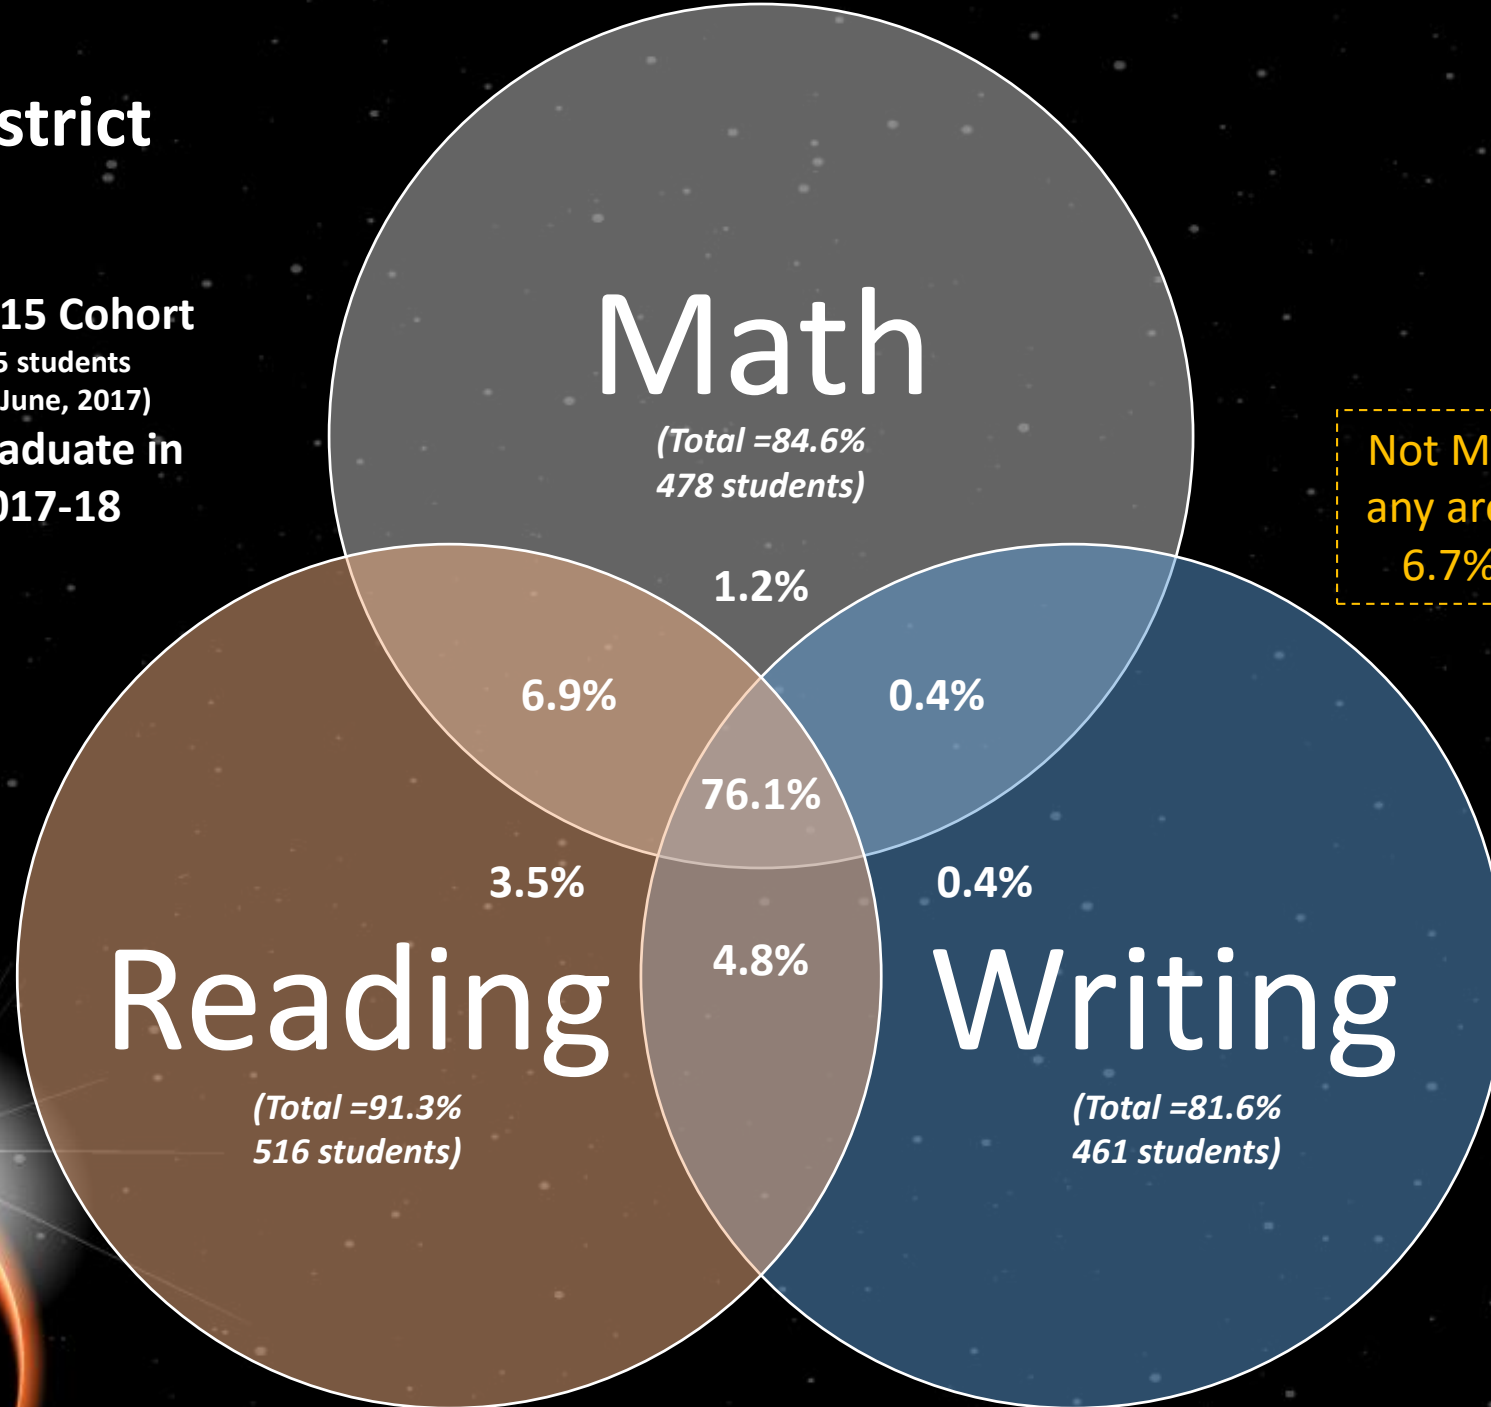 strict
15 Cohort
5 students
June, 2017)
aduate in
017-18
Math
(Total =84.6%
478 students)
Not M
any are
6.7%
1.2%
6.9%
0.4%
76.1%
3.5%
0.4%
4.8%
Reading
(Total =91.3%
516 students)
Writing
(Total =81.6%
461 students)